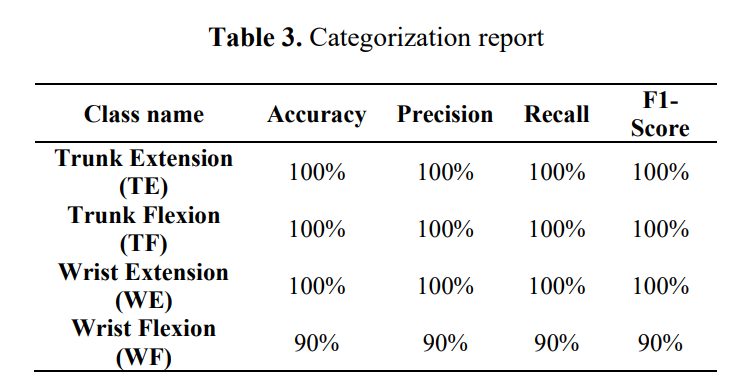 Table 3. Categorization report
Class name Accuracy Precision Recall F1-
Score
Trunk Extension
(TE) 100% 100% 100% 100%
Trunk Flexion
(TF) 100% 100% 100% 100%
Wrist Extension
(WE) 100% 100% 100% 100%
Wrist Flexion
(WF) 90% 90% 90% 90%